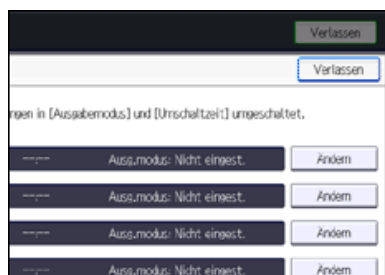 Verlassen
Verlassen
ngen in [Ausgabemodus] und [Umschaltzeit] umgeschaltet.
--:-- Ausg.modus: Nicht eingest. Ändern
--:-- Ausg.modus: Nicht eingest. Ändern
--:-- Ausg.modus: Nicht eingest. Ändern
--:-- Ausg.modus: Nicht eingest. Ändern